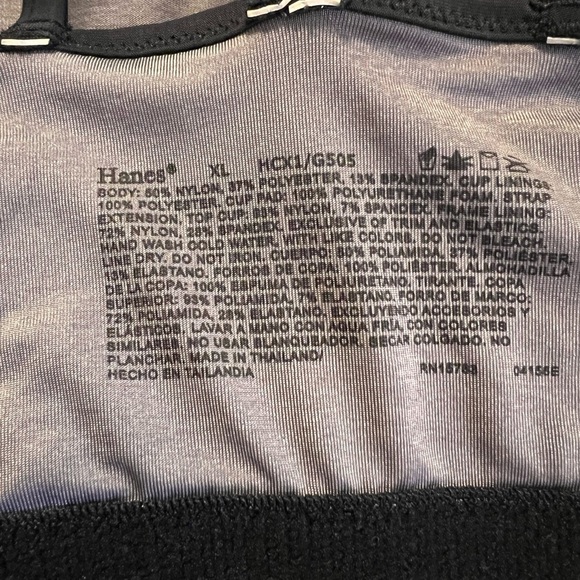 Hanes® XL HCX1/G505
BODY: 50% NYLON, 37% POLYESTER, 13% SPANDEX. CUP LINING:
100% POLYESTER. CUP PAD: 100% POLYURETHANE FOAM. STRAP
EXTENSION, TOP CUP: 93% NYLON, 7% SPANDEX. FRAME LINING:
72% NYLON, 28% SPANDEX, EXCLUSIVE OF TRIM AND ELASTICS.
HAND WASH COLD WATER, WITH LIKE COLORS. DO NOT BLEACH.
LINE DRY. DO NOT IRON. CUERPO: 50% POLIAMIDA, 37% POLIÉSTER,
13% ELASTANO. FORROS DE COPA: 100% POLIÉSTER. ALMOHADILLA
DE LA COPA: 100% ESPUMA DE POLIURETANO. TIRANTE, COPA
SUPERIOR: 93% POLIAMIDA, 7% ELASTANO. FORRO DE MARCO:
72% POLIAMIDA, 28% ELASTANO. EXCLUYENDO ACCESORIOS Y
ELÁSTICOS. LAVAR A MANO CON AGUA FRÍA, CON COLORES
SIMILARES. NO USAR BLANQUEADOR. SECAR COLGADO. NO
PLANCHAR. MADE IN THAILAND/
HECHO EN TAILANDIA RN15763 04156E